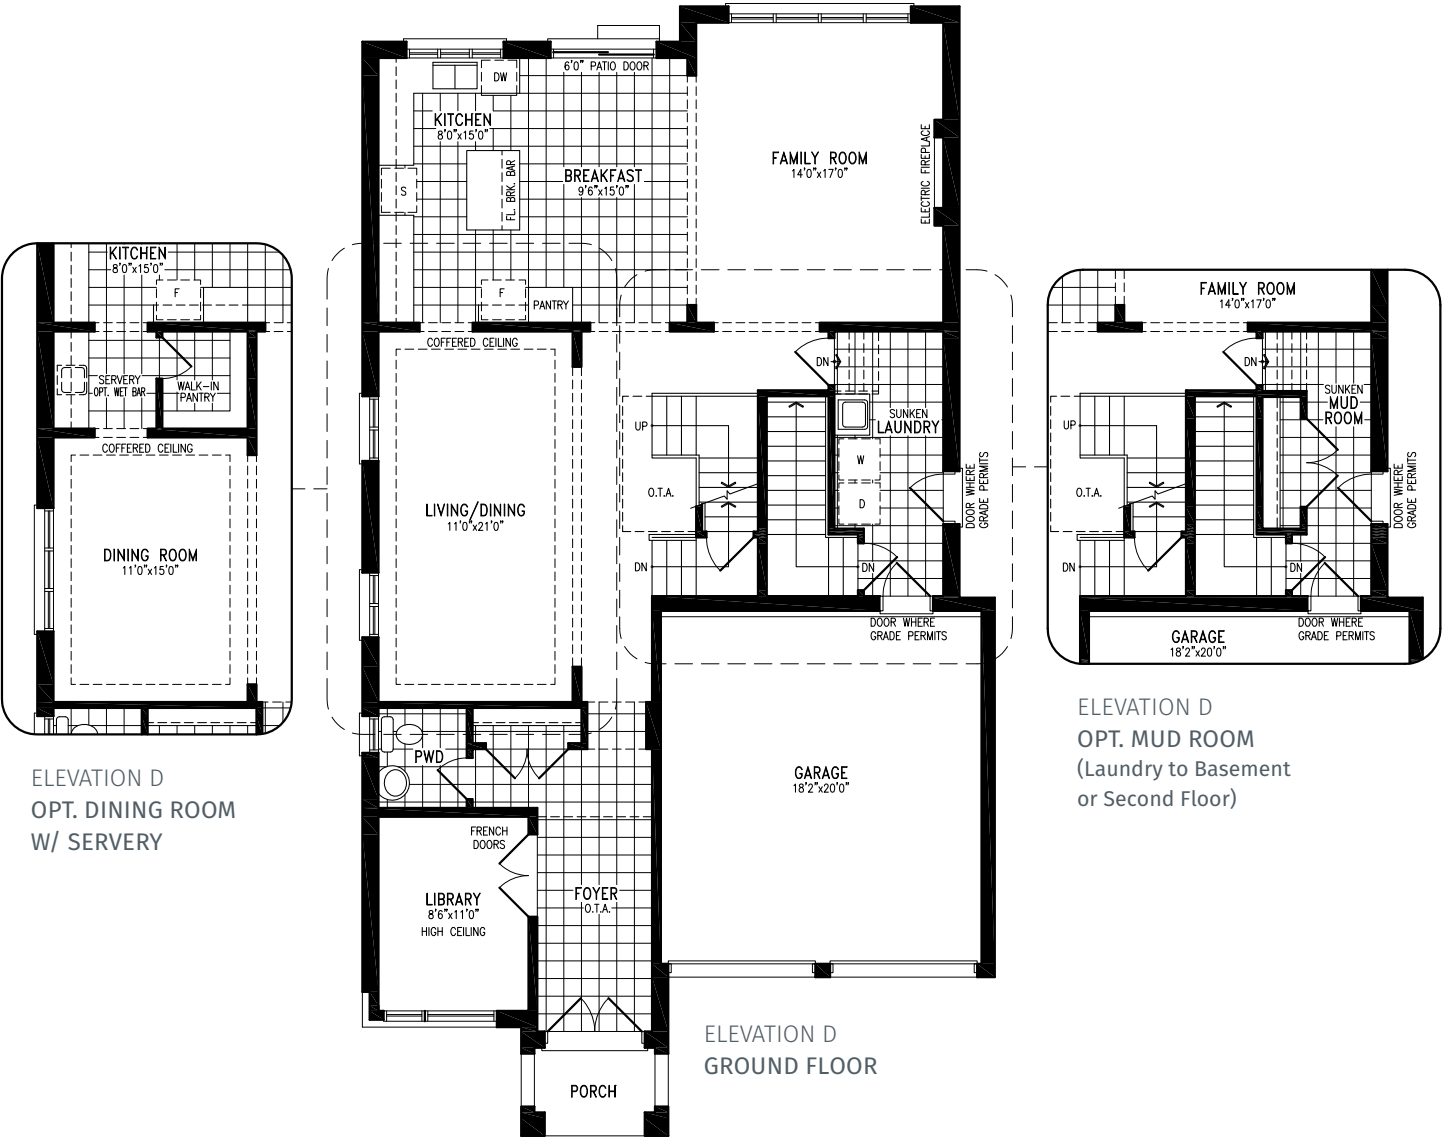 6'0" PATIO DOOR
DW
KITCHEN
8'0"x15'0"
S
FL. BRK. BAR
BREAKFAST
9'6"x15'0"
FAMILY ROOM
14'0"x17'0"
ELECTRIC FIREPLACE
F
PANTRY
COFFERED CEILING
LIVING/DINING
11'0"x21'0"
UP
O.T.A.
DN
DN
SUNKEN
LAUNDRY
W
D
DN
DOOR WHERE
GRADE PERMITS
DOOR WHERE
GRADE PERMITS
GARAGE
18'2"x20'0"
PWD
FRENCH
DOORS
LIBRARY
8'6"x11'0"
HIGH CEILING
FOYER
O.T.A.
PORCH
ELEVATION D
GROUND FLOOR
KITCHEN
8'0"x15'0"
F
SERVERY
OPT. WET BAR
WALK-IN
PANTRY
COFFERED CEILING
DINING ROOM
11'0"x15'0"
ELEVATION D
OPT. DINING ROOM
W/ SERVERY
FAMILY ROOM
14'0"x17'0"
DN
SUNKEN
MUD
ROOM
UP
O.T.A.
DN
DN
DOOR WHERE
GRADE PERMITS
DOOR WHERE
GRADE PERMITS
GARAGE
18'2"x20'0"
ELEVATION D
OPT. MUD ROOM
(Laundry to Basement
or Second Floor)